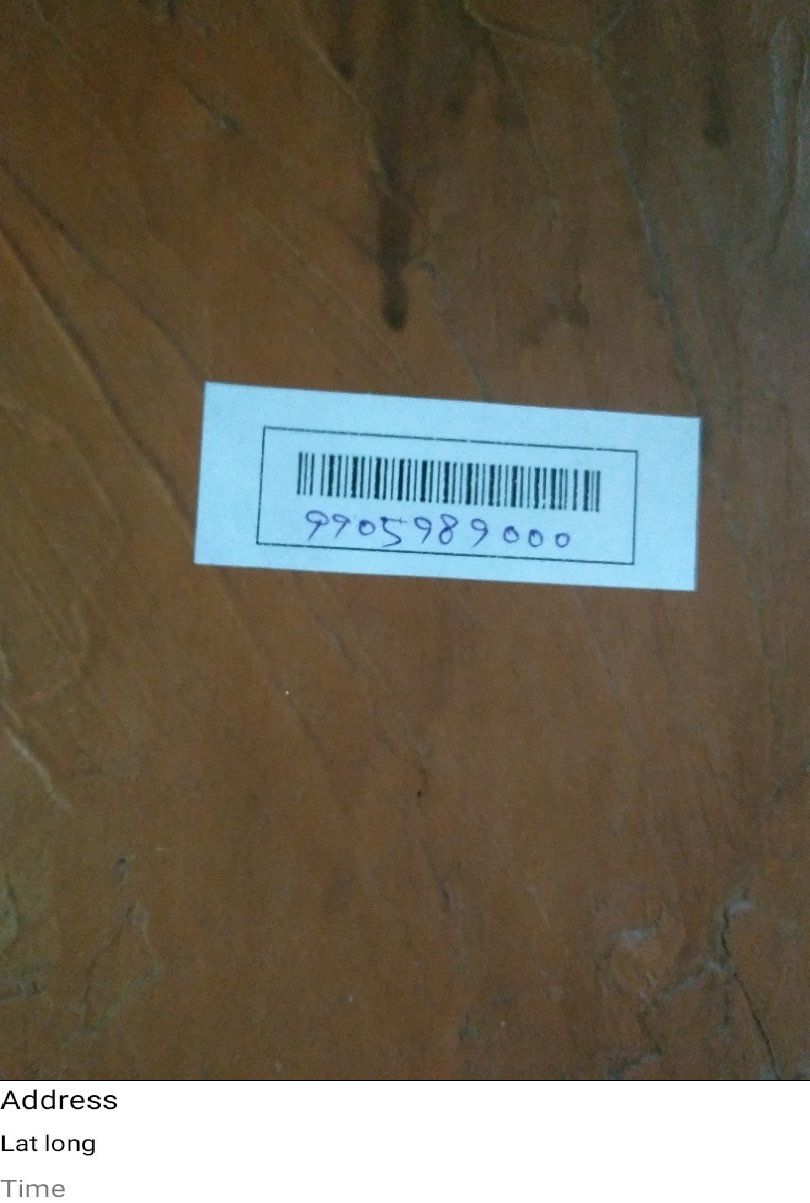 9905989000
Address
Lat long
Time